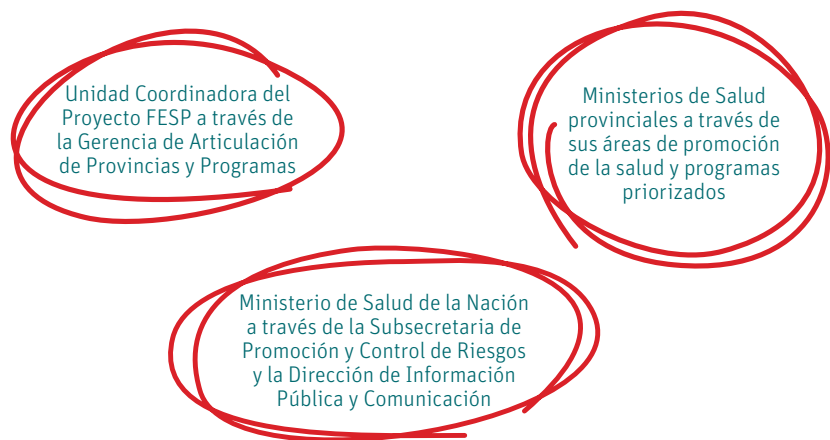 Unidad Coordinadora del
Proyecto FESP a través de
la Gerencia de Articulación
de Provincias y Programas
Ministerios de Salud
provinciales a través de
sus áreas de promoción
de la salud y programas
priorizados
Ministerio de Salud de la Nación
a través de la Subsecretaria de
Promoción y Control de Riesgos
y la Dirección de Información
Pública y Comunicación